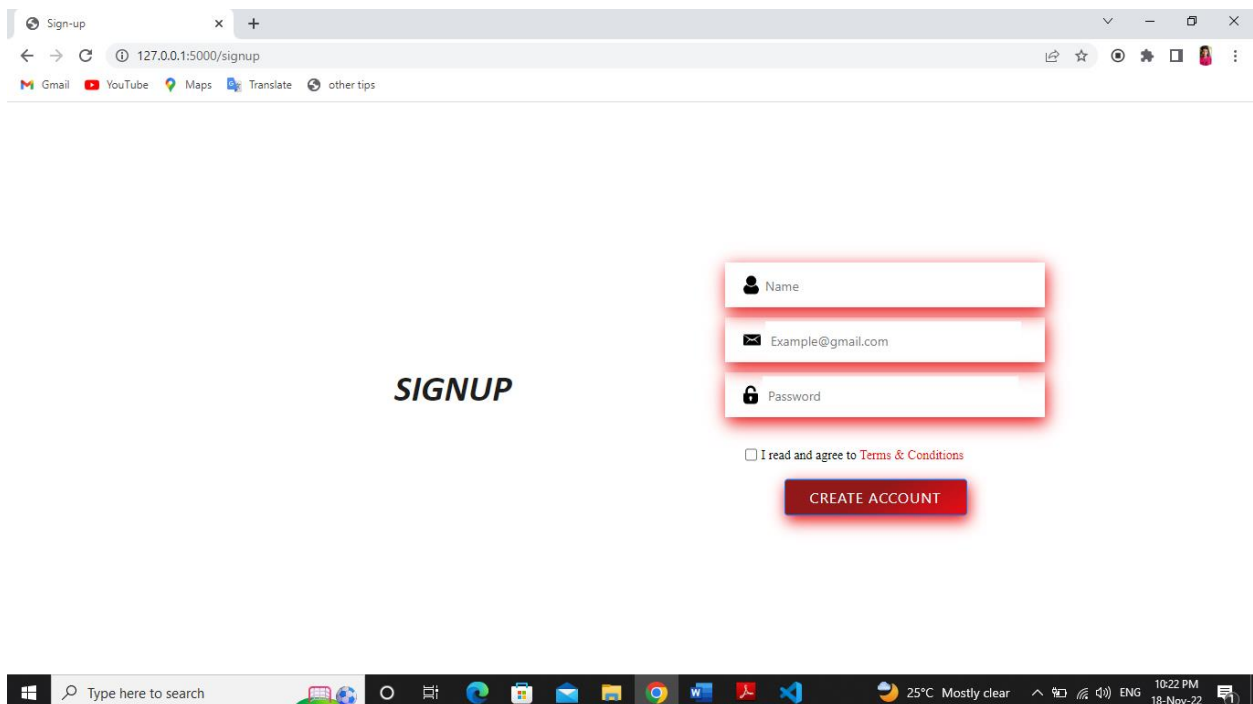 Sign-up
127.0.0.1:5000/signup
Gmail YouTube Maps Translate other tips
Name
Example@gmail.com
SIGNUP
Password
I read and agree to Terms & Conditions
CREATE ACCOUNT
Type here to search
25°C Mostly clear
ENG
10:22 PM
18-Nov-22